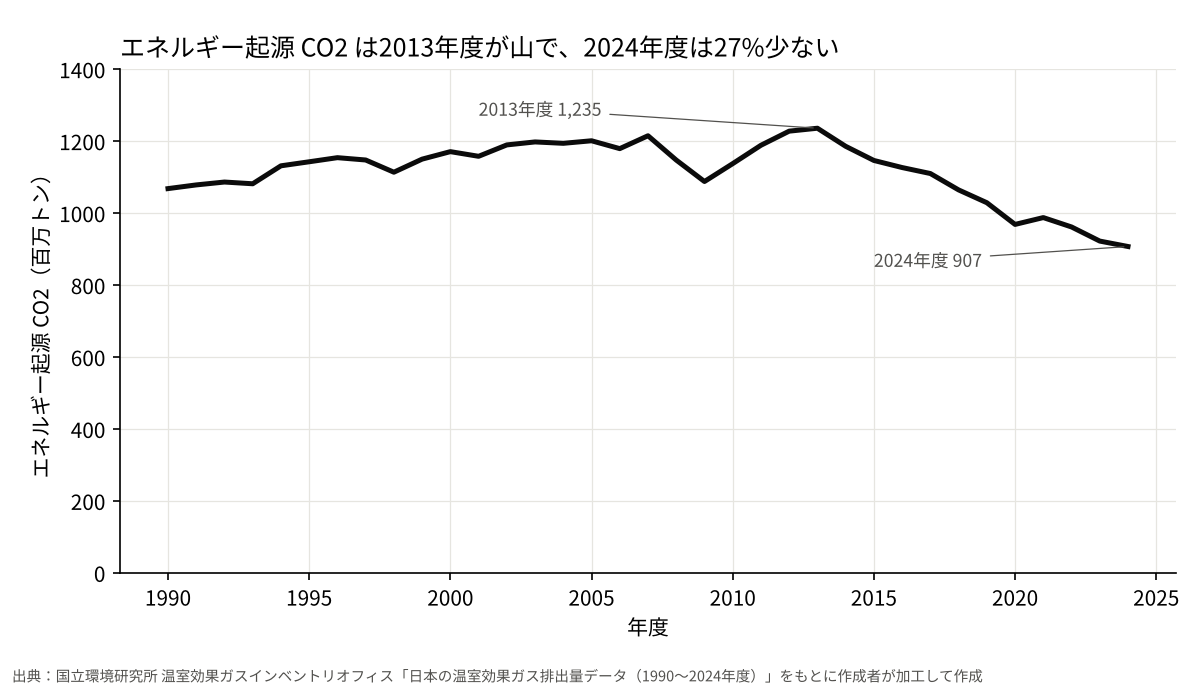 エネルギー起源 CO2 は2013年度が山で、2024年度は27%少ない
エネルギー起源 CO2（百万トン）
1400
1200
1000
800
600
400
200
0
2013年度 1,235
2024年度 907
1990 1995 2000 2005 2010 2015 2020 2025
年度
出典：国立環境研究所 温室効果ガスインベントリオフィス「日本の温室効果ガス排出量データ（1990～2024年度）」をもとに作成者が加工して作成